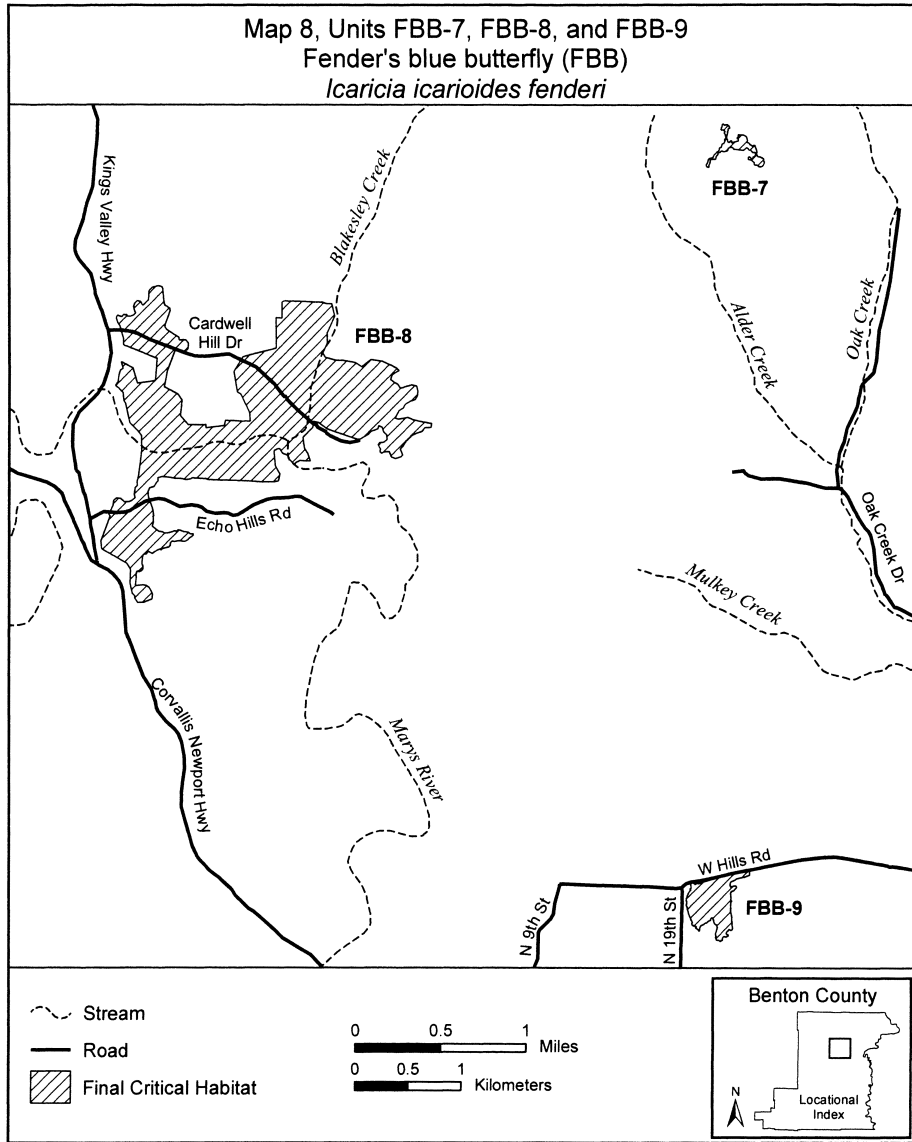 Map 8, Units FBB-7, FBB-8, and FBB-9
Fender's blue butterfly (FBB)
Icaricia icarioides fenderi
Kings Valley Hwy
Blakesley Creek
FBB-7
Alder Creek
Oak Creek
Cardwell
Hill Dr
FBB-8
Echo Hills Rd
Oak Creek Dr
Mulkey Creek
Corvallis Newport Hwy
Marys River
W Hills Rd
N 9th St
N 19th St
FBB-9
Stream
Road
Final Critical Habitat
0 0.5 1
Miles
0 0.5 1
Kilometers
Benton County
N
Locational
Index